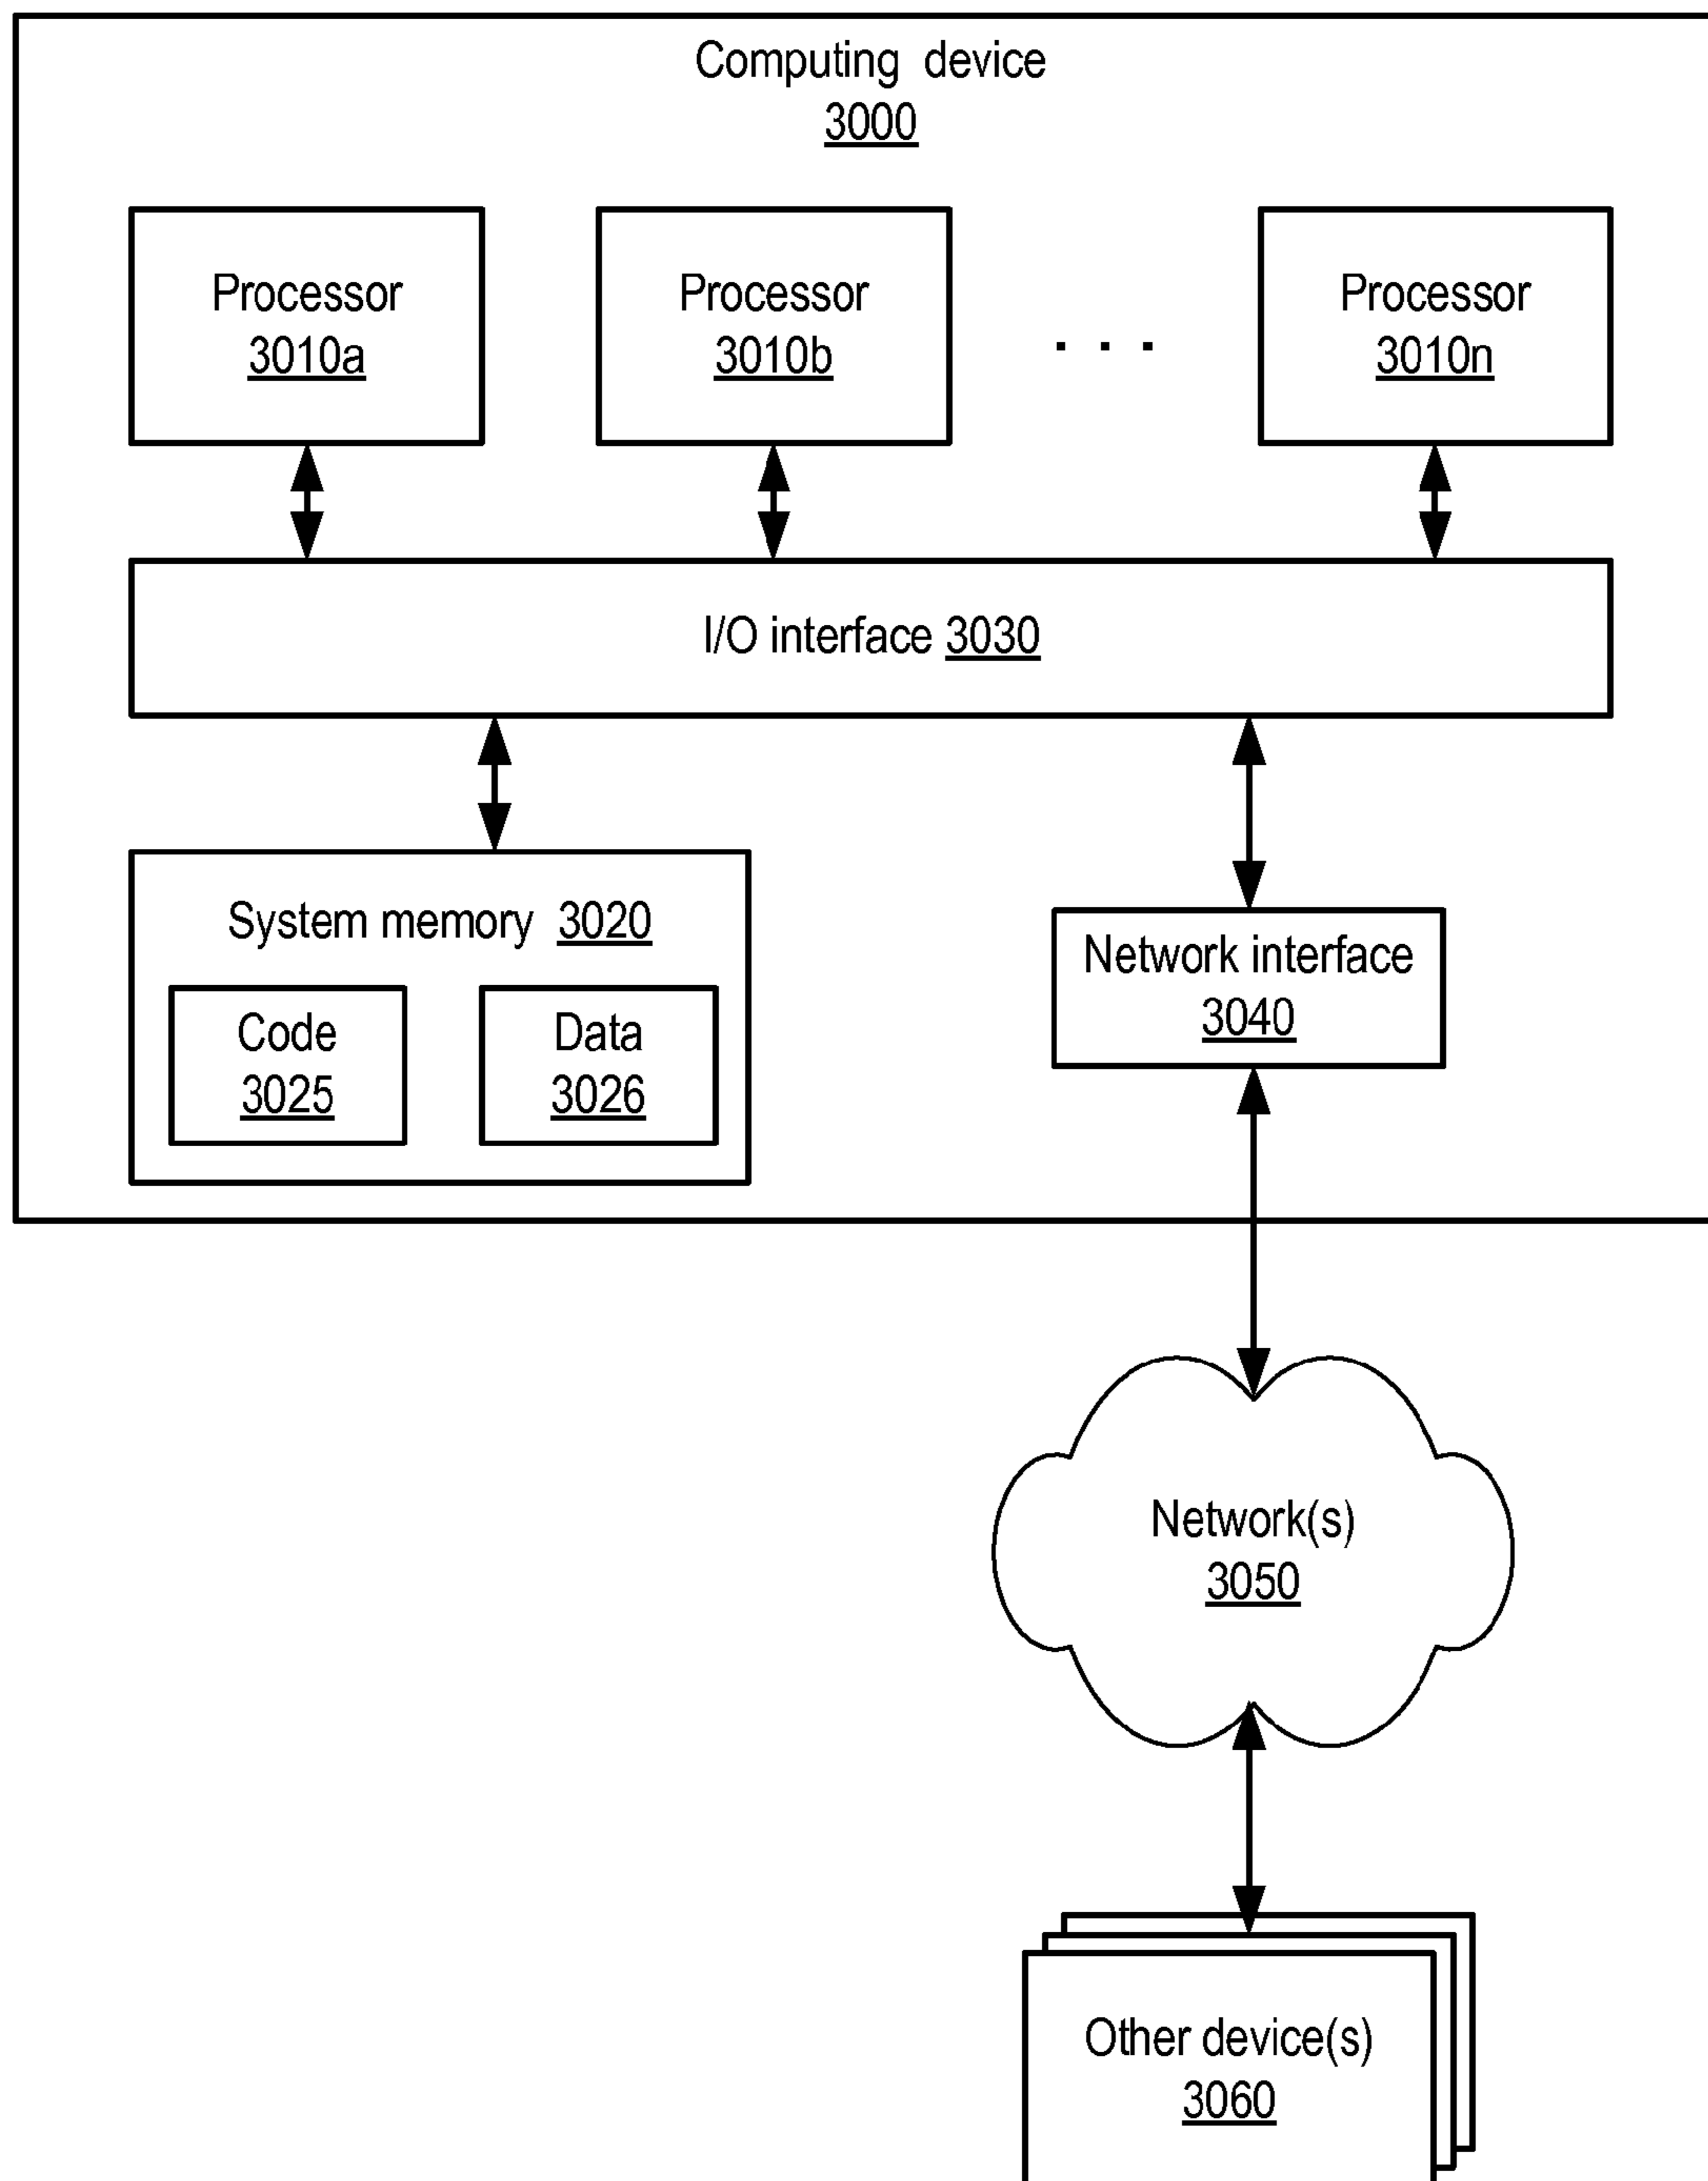 Computing device
3000
Processor
3010a
Processor
3010b
. . .
Processor
3010n
I/O interface 3030
System memory 3020
Code
3025
Data
3026
Network interface
3040
Network(s)
3050
Other device(s)
3060